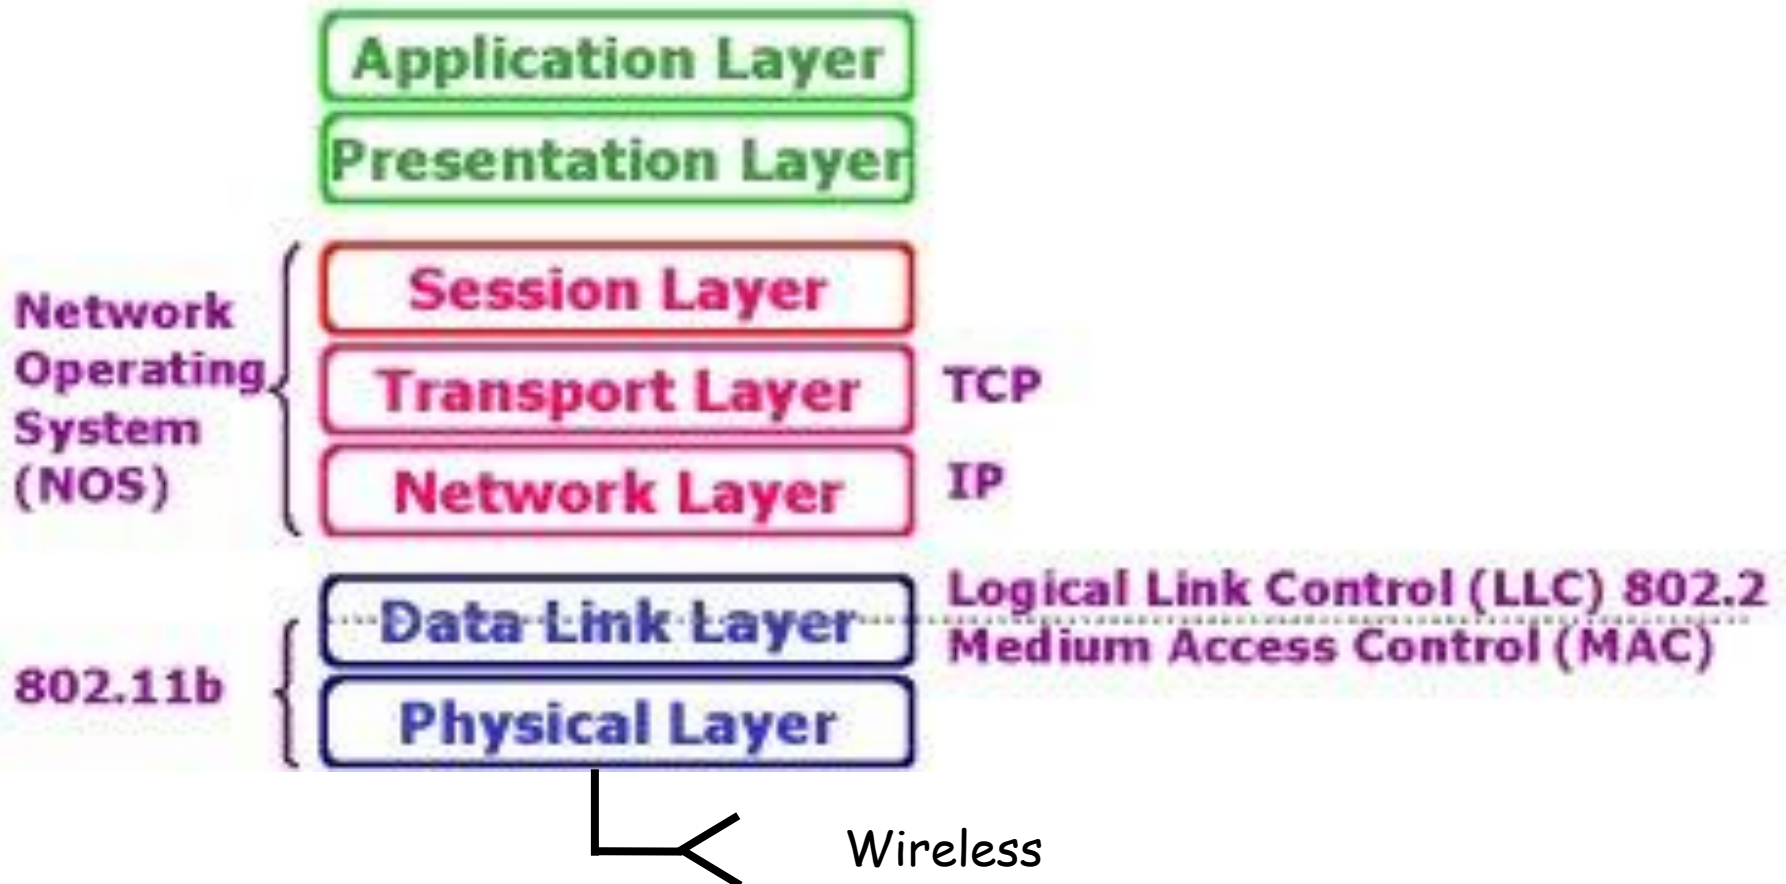 Application Layer
Presentation Layer
Session Layer
Network
Operating
System
(NOS)
Transport Layer
TCP
Network Layer
IP
Data Link Layer
Logical Link Control (LLC) 802.2
Medium Access Control (MAC)
802.11b
Physical Layer
Wireless